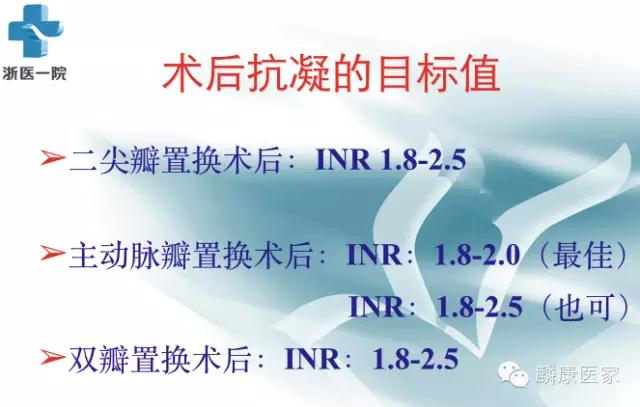 浙医一院
术后抗凝的目标值
➢二尖瓣置换术后：INR 1.8-2.5
➢主动脉瓣置换术后：INR：1.8-2.0（最佳）
INR：1.8-2.5（也可）
➢双瓣置换术后：INR：1.8-2.5
麟康医家